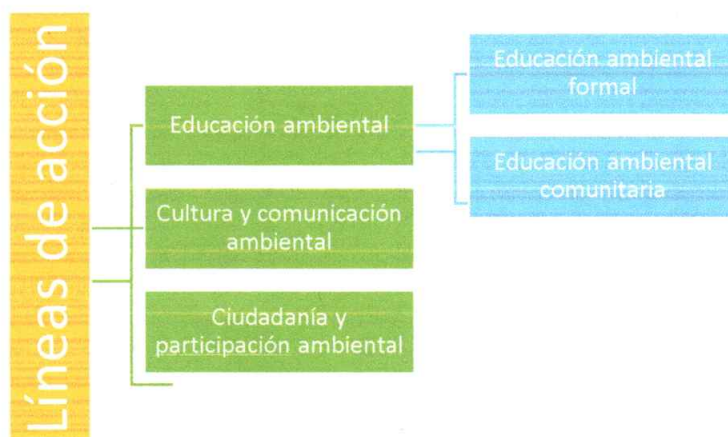 Líneas de acción
Educación ambiental
Cultura y comunicación
ambiental
Ciudadanía y
participación ambiental
Educación ambiental
formal
Educación ambiental
comunitaria